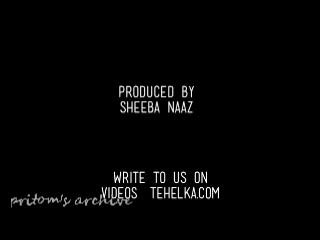 PRODUCED BY
SHEEBA NAAZ
WRITE TO US ON
VIDEOS TEHELKA.COM
pritom's archive